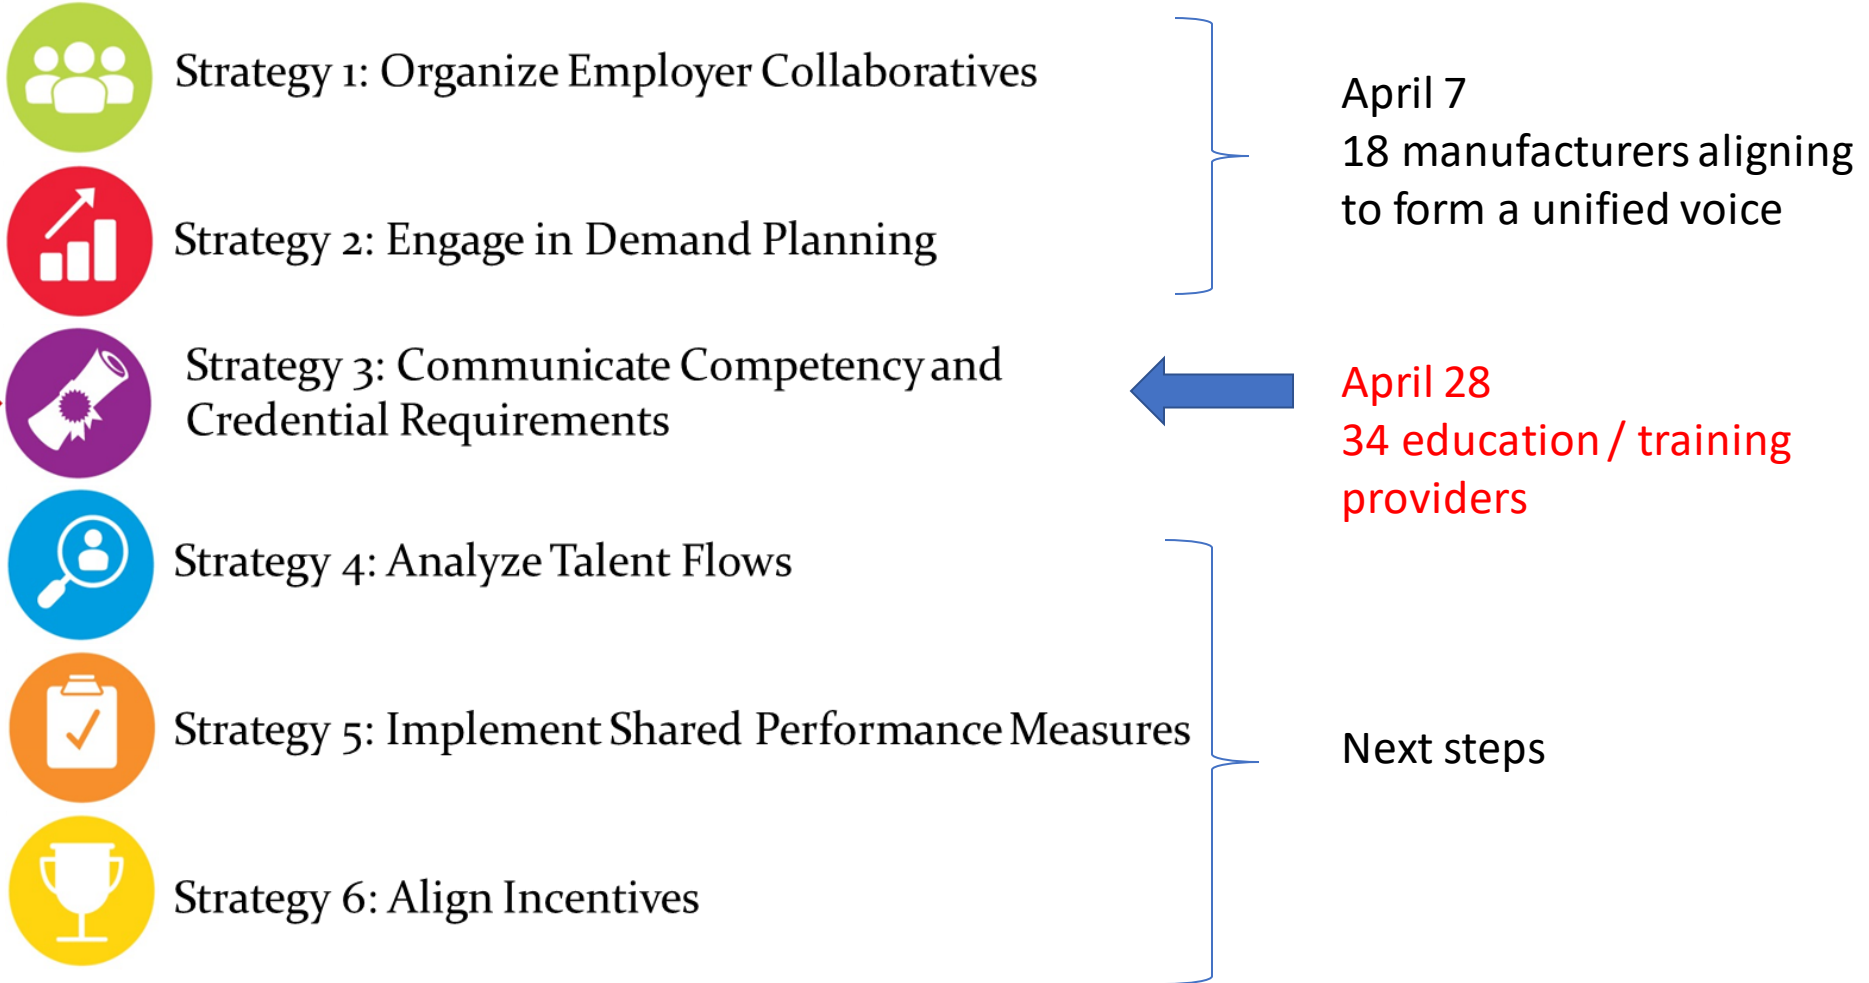 Strategy 1: Organize Employer Collaboratives
Strategy 2: Engage in Demand Planning
April 7
18 manufacturers aligning
to form a unified voice
Strategy 3: Communicate Competency and
Credential Requirements
April 28
34 education / training
providers
Strategy 4: Analyze Talent Flows
Strategy 5: Implement Shared Performance Measures
Strategy 6: Align Incentives
Next steps